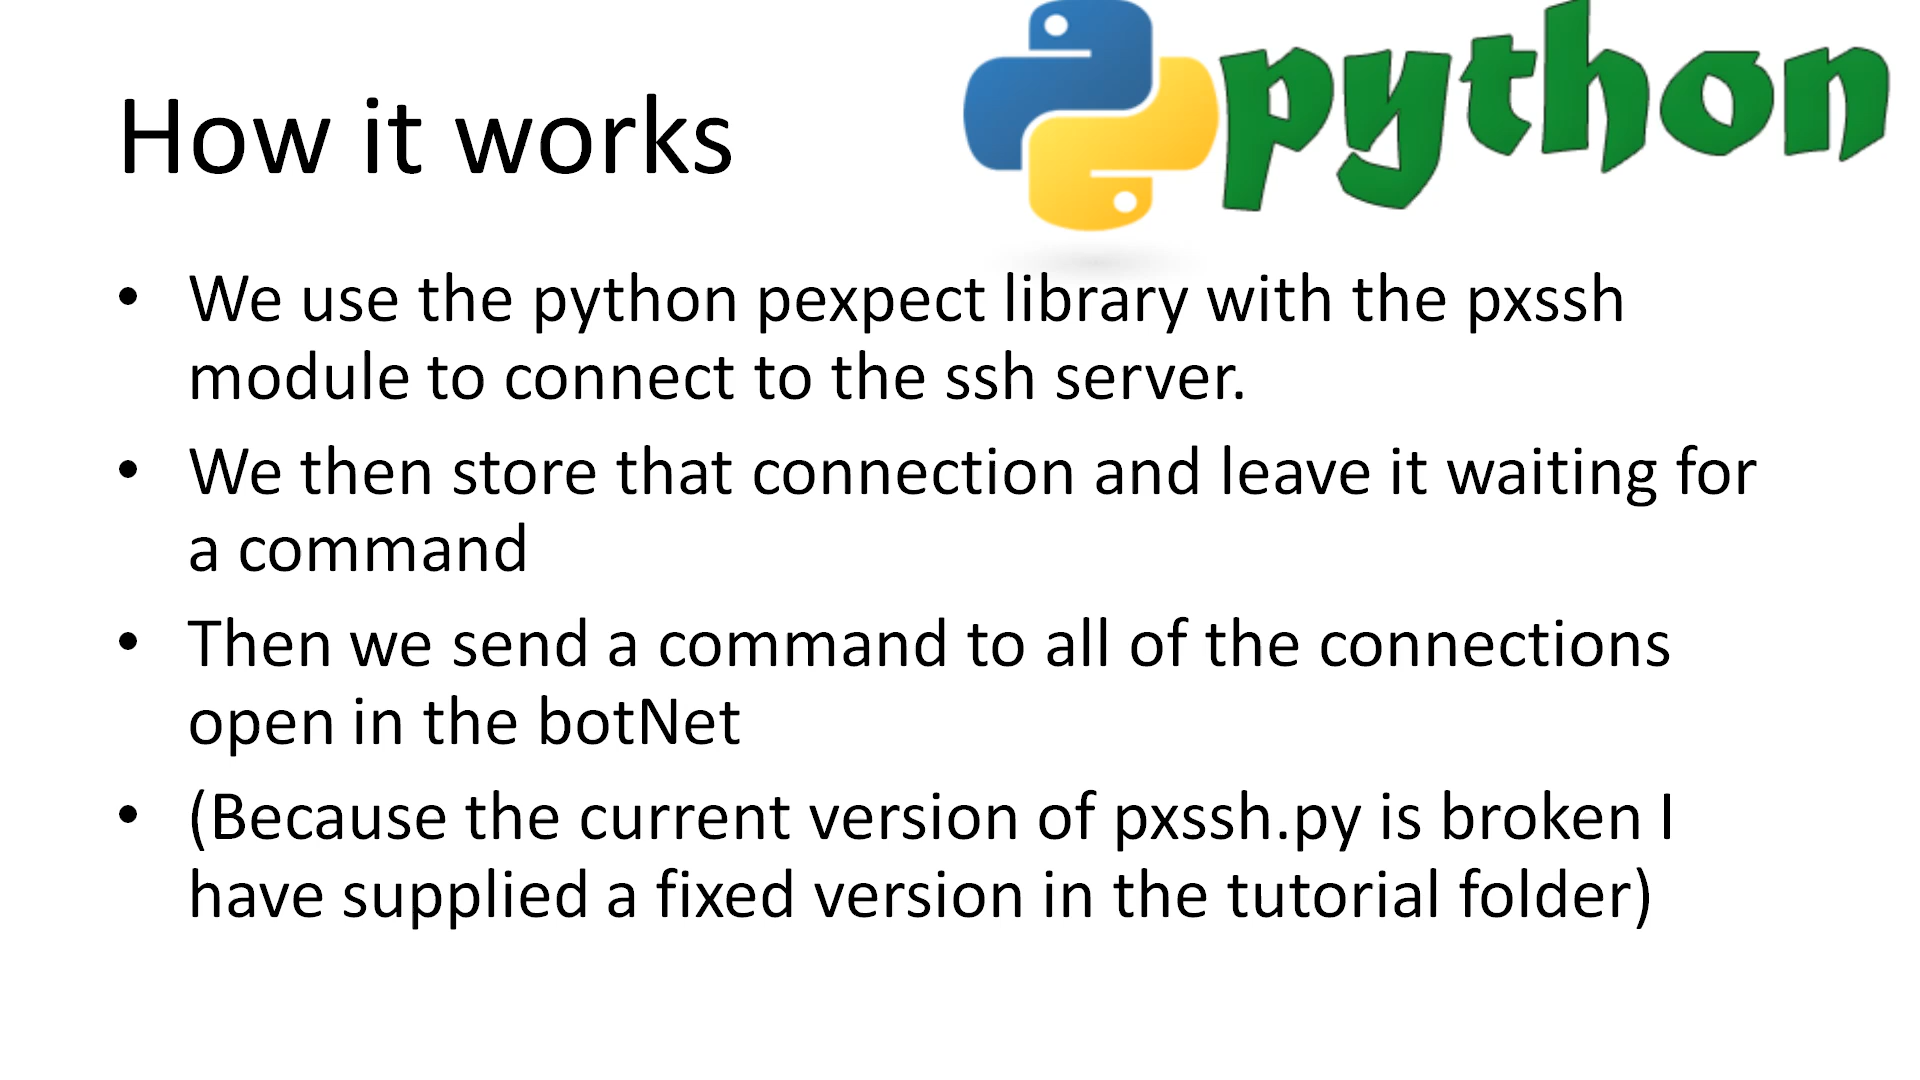 python
How it works
• We use the python pexpect library with the pxssh
module to connect to the ssh server.
• We then store that connection and leave it waiting for
a command
• Then we send a command to all of the connections
open in the botNet
• (Because the current version of pxssh.py is broken I
have supplied a fixed version in the tutorial folder)